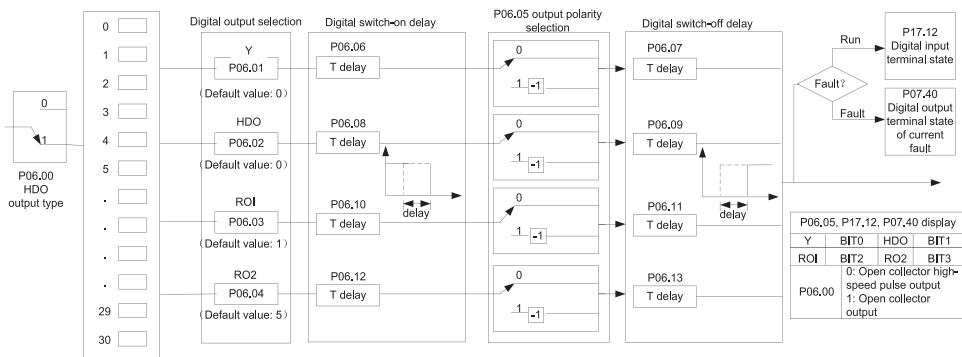 Digital output selection
Digital switch-on delay
P06.05 output polarity
selection
Digital switch-off delay
0
1
2
3
4
5
.
.
.
.
29
30
0
1
P06.00
HDO
output type
Y
P06.01
(Default value: 0)
HDO
P06.02
(Default value: 0)
ROI
P06.03
(Default value: 1)
RO2
P06.04
(Default value: 5)
P06.06
T delay
P06.08
T delay
delay
P06.10
T delay
P06.12
T delay
0
1 -1
0
1 -1
0
1 -1
0
1 -1
P06.07
T delay
P06.09
T delay
delay
P06.11
T delay
P06.13
T delay
Run
Fault?
Fault
P17.12
Digital input
terminal state
P07.40
Digital output
terminal state
of current
fault
P06.05, P17.12, P07.40 display
Y BIT0 HDO BIT1
ROI BIT2 RO2 BIT3
P06.00
0: Open collector high-
speed pulse output
1: Open collector
output